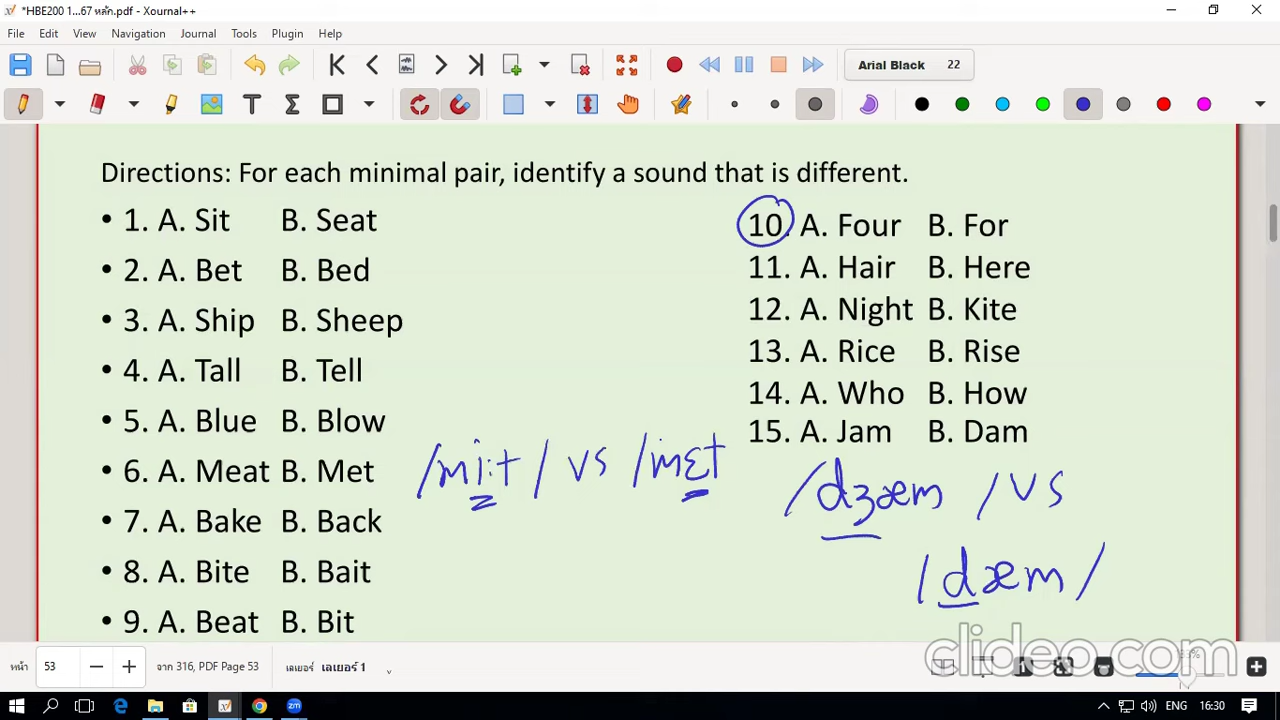 *HBE200 1...67 หลัก.pdf - Xournal++
File Edit View Navigation Journal Tools Plugin Help
Arial Black 22
Directions: For each minimal pair, identify a sound that is different.
• 1. A. Sit B. Seat
• 2. A. Bet B. Bed
• 3. A. Ship B. Sheep
• 4. A. Tall B. Tell
• 5. A. Blue B. Blow
• 6. A. Meat B. Met
• 7. A. Bake B. Back
• 8. A. Bite B. Bait
• 9. A. Beat B. Bit
10. A. Four B. For
11. A. Hair B. Here
12. A. Night B. Kite
13. A. Rice B. Rise
14. A. Who B. How
15. A. Jam B. Dam
/mi:t/ vs /mɛt
/dʒæm / vs
/dæm/
clideo.com
หน้า 53 จาก 316, PDF Page 53 เลเยอร์ เลเยอร์ 1
ENG 16:30